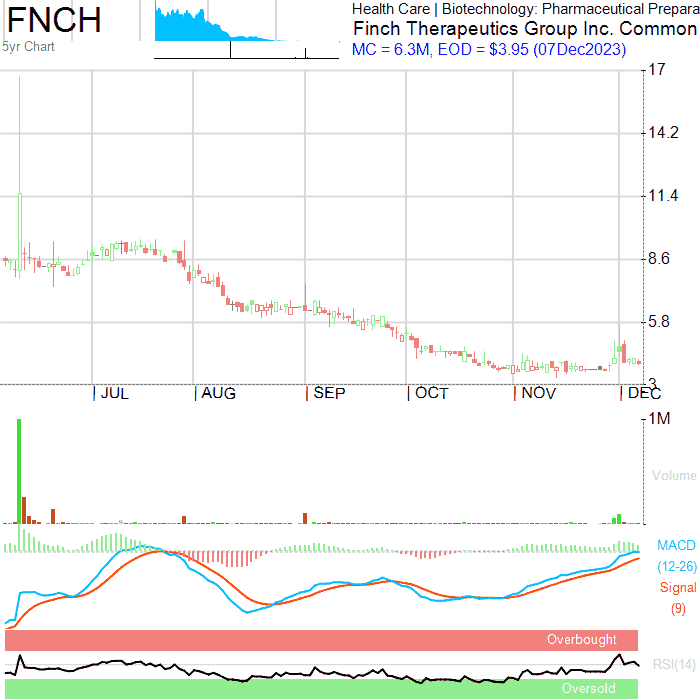 FNCH
5yr Chart
Health Care | Biotechnology: Pharmaceutical Prepara
Finch Therapeutics Group Inc. Common
MC = 6.3M, EOD = $3.95 (07Dec2023)
17
14.2
11.4
8.6
5.8
3
JUL
AUG
SEP
OCT
NOV
DEC
1M
Volume
MACD
(12-26)
Signal
(9)
Overbought
RSI(14)
Oversold